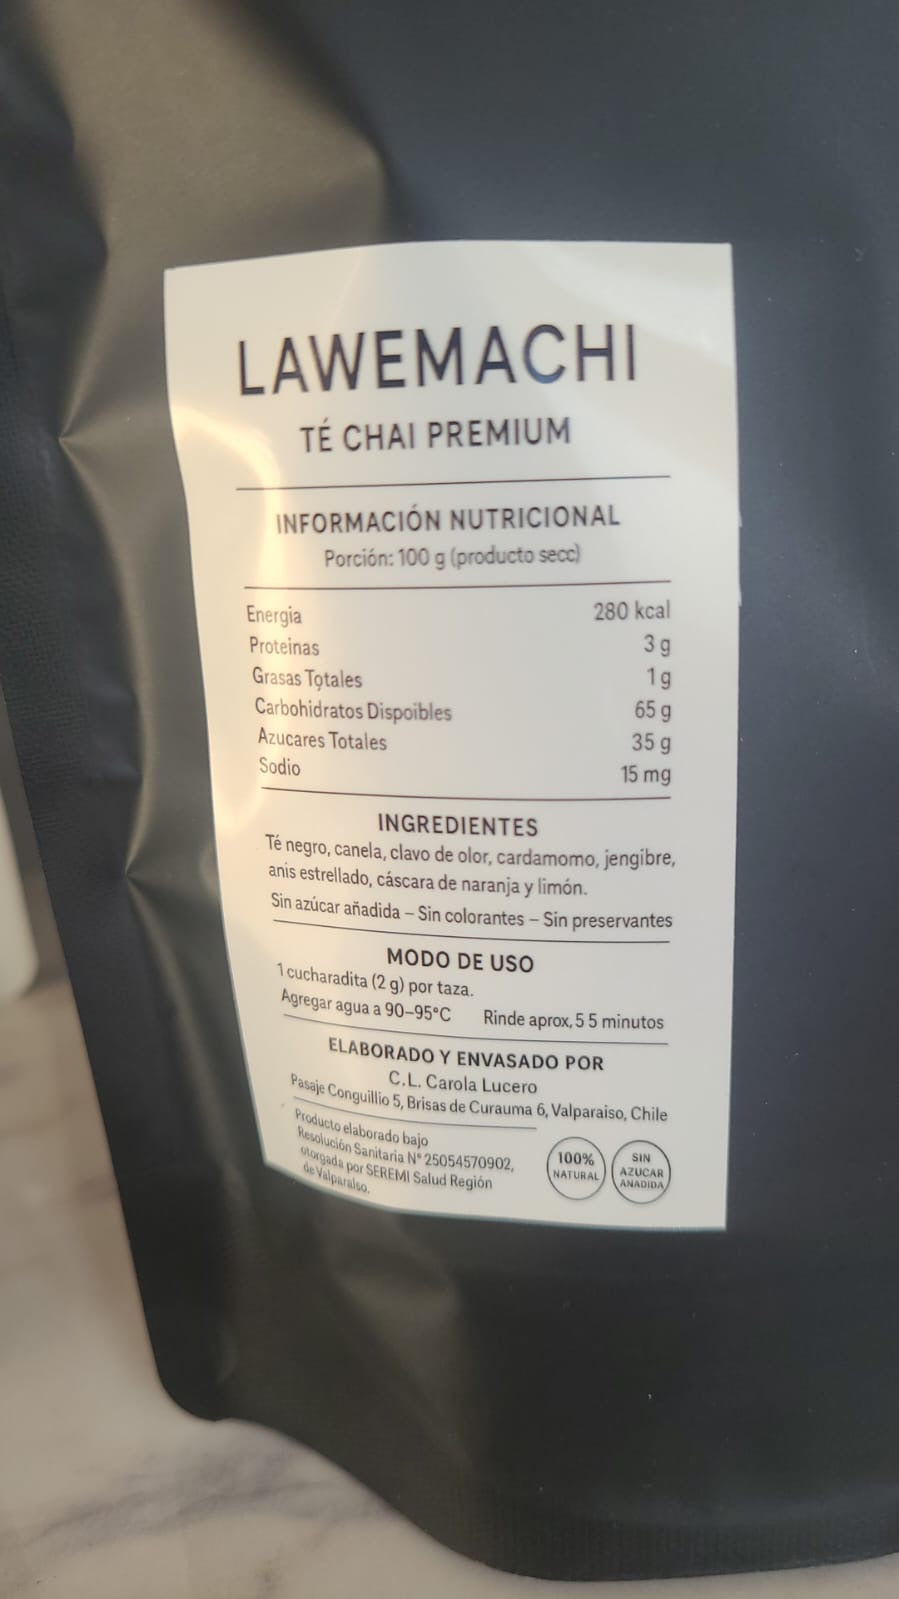 LAWEMACHI
TÉ CHAI PREMIUM
INFORMACIÓN NUTRICIONAL
Porción: 100 g (producto secc)
Energia 280 kcal
Proteinas 3 g
Grasas Totales 1 g
Carbohidratos Dispoibles 65 g
Azucares Totales 35 g
Sodio 15 mg
INGREDIENTES
Té negro, canela, clavo de olor, cardamomo, jengibre,
anis estrellado, cáscara de naranja y limón.
Sin azúcar añadida – Sin colorantes – Sin preservantes
MODO DE USO
1 cucharadita (2 g) por taza.
Agregar agua a 90–95°C Rinde aprox, 5 5 minutos
ELABORADO Y ENVASADO POR
C.L. Carola Lucero
Pasaje Conguillio 5, Brisas de Curauma 6, Valparaiso, Chile
Producto elaborado bajo
Resolución Sanitaria N° 25054570902,
otorgada por SEREMI Salud Región
de Valparaiso.
100%
NATURAL
SIN
AZUCAR
ANADIDA